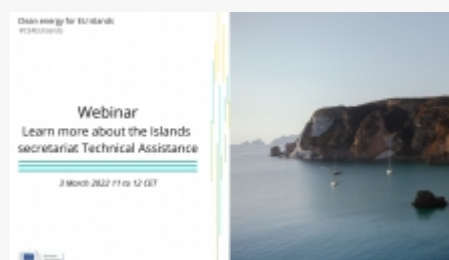 Clean energy for EU islands
Webinar
Learn more about the Islands
secretariat Technical Assistance
3 March 2022 11 to 12 CET